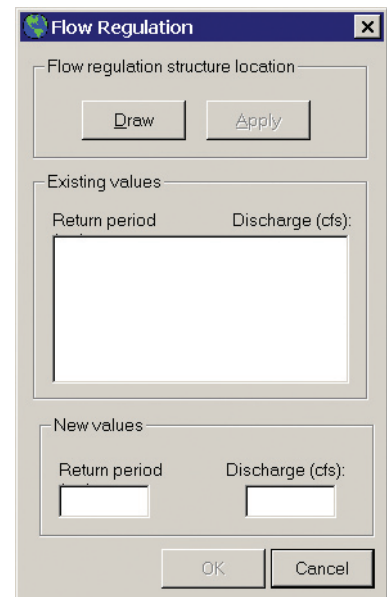 Flow Regulation
Flow regulation structure location
Draw
Apply
Existing values
Return period Discharge (cfs):
New values
Return period Discharge (cfs):
OK Cancel